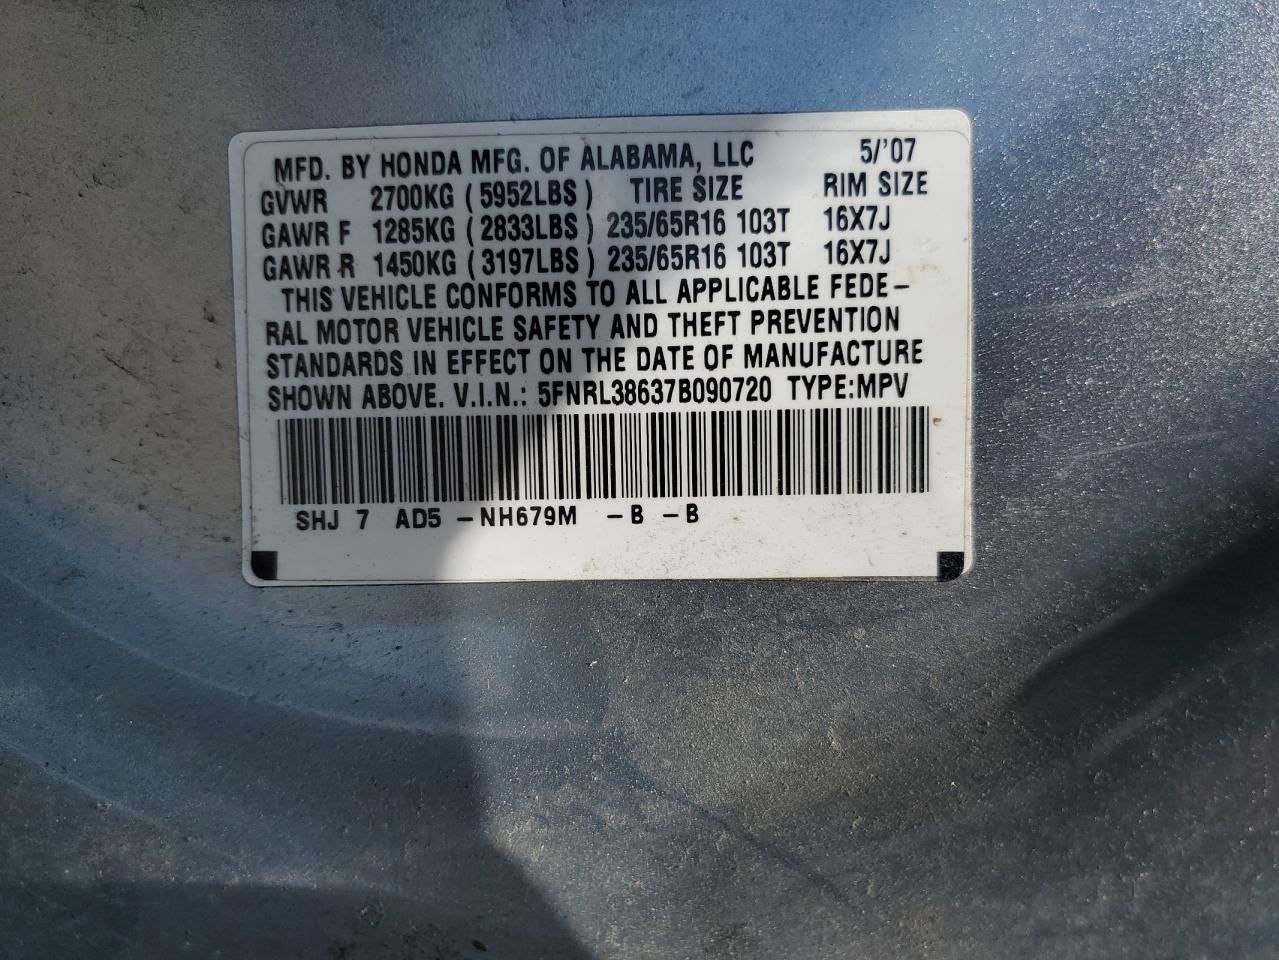 MFD. BY HONDA MFG. OF ALABAMA, LLC 5/'07
GVWR 2700KG (5952LBS) TIRE SIZE RIM SIZE
GAWR F 1285KG (2833LBS) 235/65R16 103T 16X7J
GAWR R 1450KG (3197LBS) 235/65R16 103T 16X7J
THIS VEHICLE CONFORMS TO ALL APPLICABLE FEDE-
RAL MOTOR VEHICLE SAFETY AND THEFT PREVENTION
STANDARDS IN EFFECT ON THE DATE OF MANUFACTURE
SHOWN ABOVE. V.I.N.: 5FNRL38637B090720 TYPE:MPV
SHJ 7 AD5 -NH679M -B -B